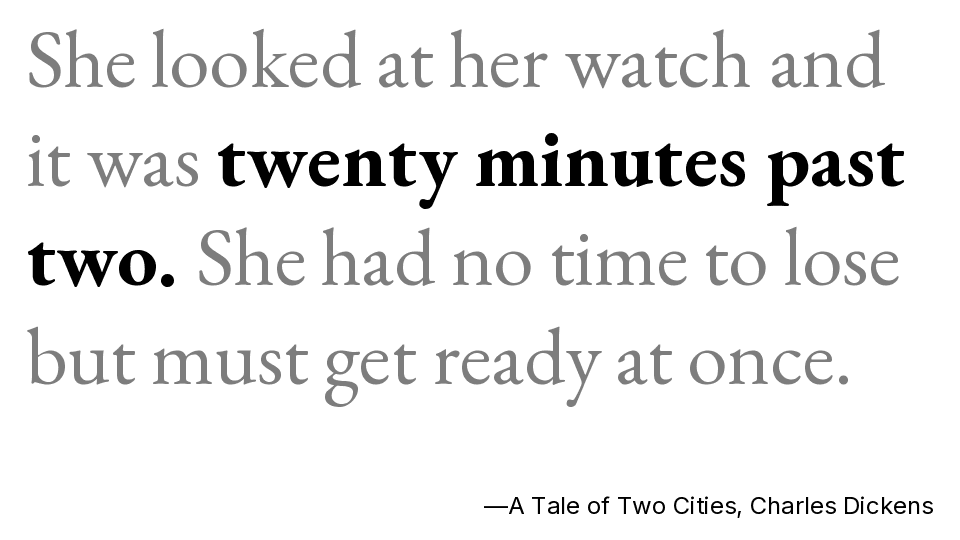 She looked at her watch and
it was twenty minutes past
two. She had no time to lose
but must get ready at once.
—A Tale of Two Cities, Charles Dickens